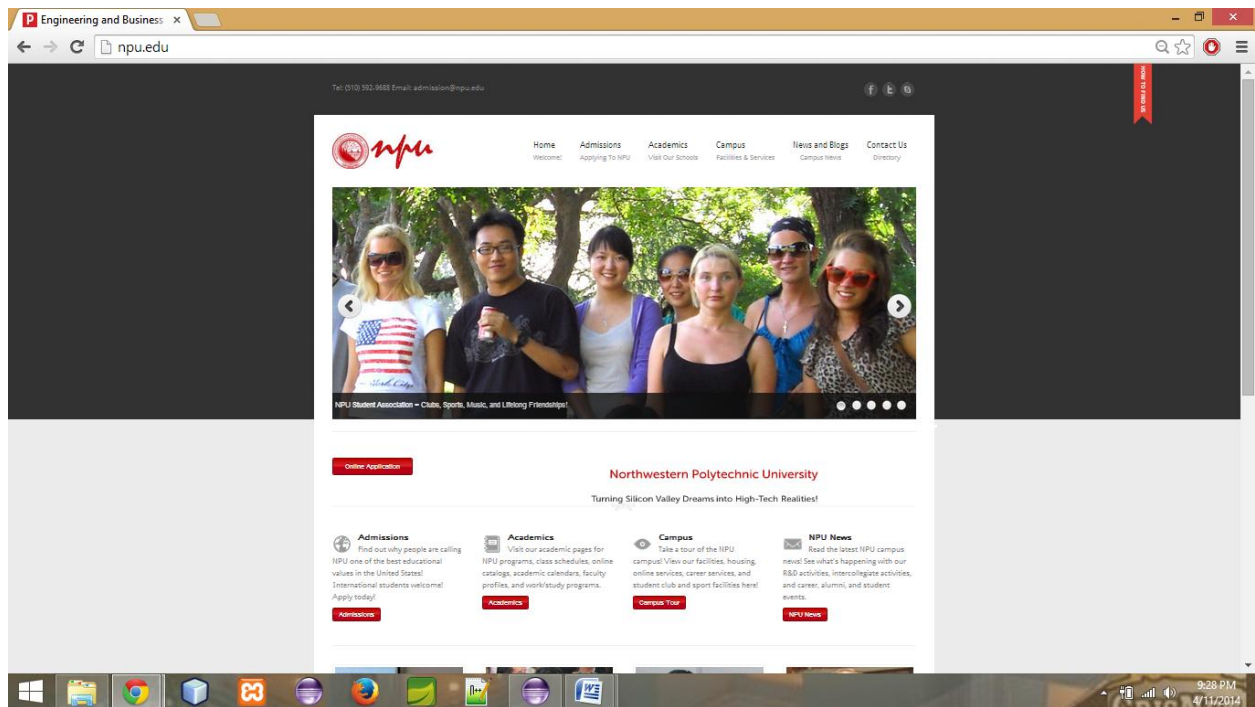 Engineering and Business
npu.edu
Tel: (510) 592-9688 Email: admission@npu.edu
HOW TO FIND US
npu
Home Admissions Academics Campus News and Blogs Contact Us
Welcome! Applying To NPU Visit Our Schools Facilities & Services Campus News Directory
NPU Student Association – Clubs, Sports, Music, and Lifelong Friendships!
Online Application
Northwestern Polytechnic University
Turning Silicon Valley Dreams into High-Tech Realities!
Admissions
Find out why people are calling
NPU one of the best educational
values in the United States!
International students welcome!
Apply today!
Admissions
Academics
Visit our academic pages for
NPU programs, class schedules, online
catalogs, academic calendars, faculty
profiles, and work/study programs.
Academics
Campus
Take a tour of the NPU
campus! View our facilities, housing,
online services, career services, and
student club and sport facilities here!
Campus Tour
NPU News
Read the latest NPU campus
news! See what's happening with our
R&D activities, intercollegiate activities,
and career, alumni, and student
events.
NPU News
9:28 PM
4/11/2014